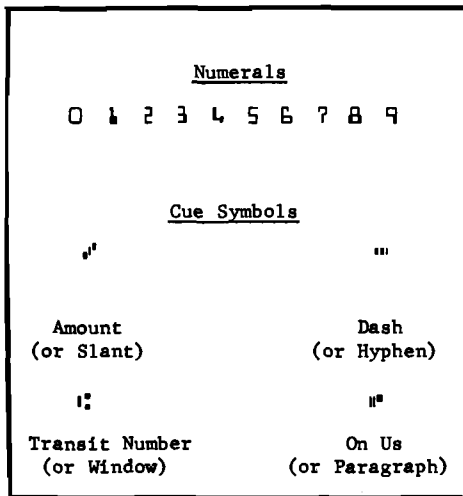 Numerals
0 1 2 3 4 5 6 7 8 9
Cue Symbols
⑇ ⑉
Amount Dash
(or Slant) (or Hyphen)
⑆ ⑈
Transit Number On Us
(or Window) (or Paragraph)